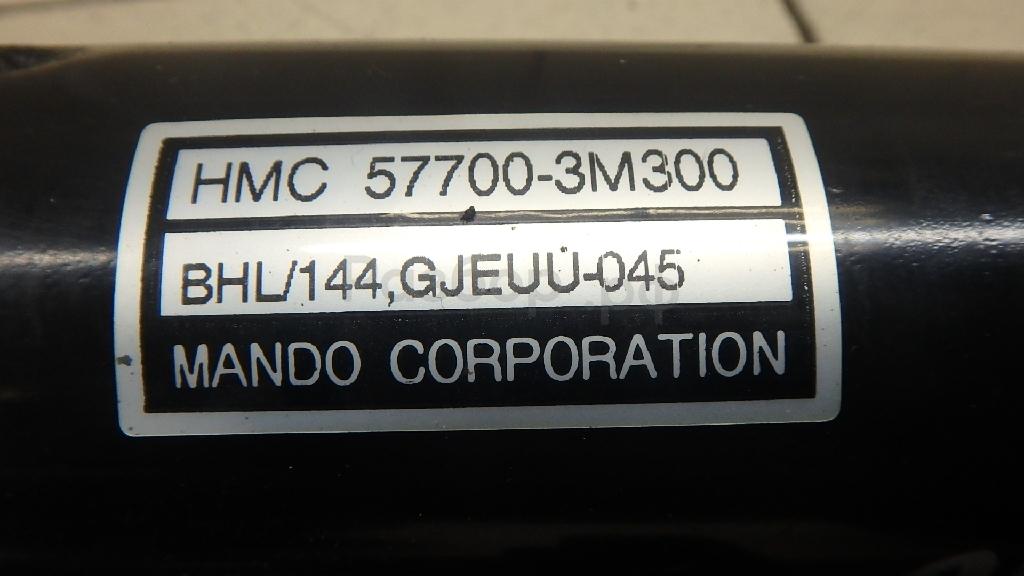 HMC 57700-3M300
BHL/144,GJEUU-045
MANDO CORPORATION